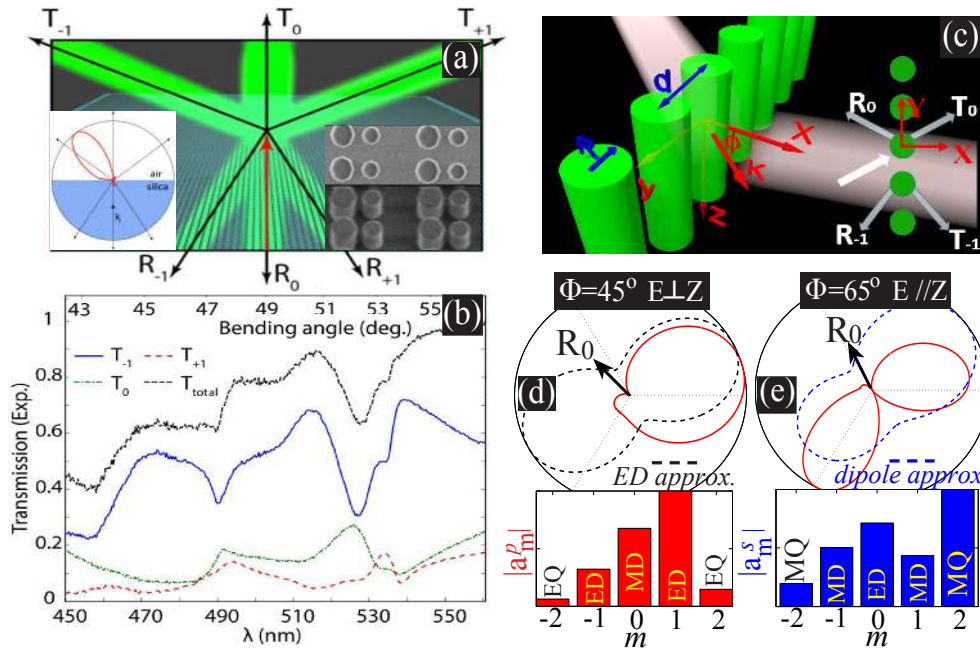 T-1
T0
T+1
(a)
air
silica
ki
R-1
R0
R+1
(c)
d
R
y
X
Φ
k
z
R0
T0
Y
X
R-1
T-1
43 45 47 49 51 53 55
Bending angle (deg.)
(b)
T-1
T+1
T0
Ttotal
Transmission (Exp.)
1
0.8
0.6
0.4
0.2
0
450 470 490 510 530 550
λ (nm)
Φ=45° E⊥Z
R0
(d)
ED approx.
|a^p_m|
EQ
ED
MD
ED
EQ
-2 -1 0 1 2
m
Φ=65° E //Z
R0
(e)
dipole approx.
|a^s_m|
MQ
MD
ED
MD
MQ
-2 -1 0 1 2
m